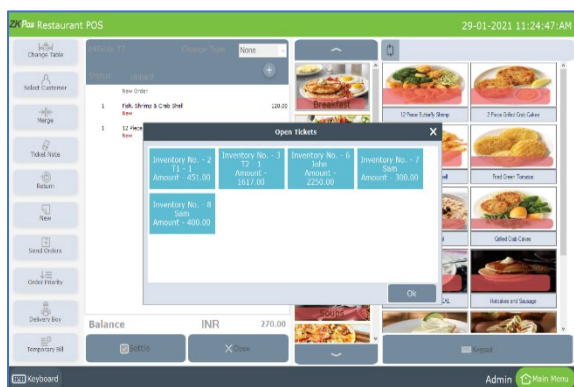 ZKPos Restaurant POS
29-01-2021 11:24:47:AM
Change Table
Select Customer
Merge
Ticket Note
Return
New
Send Orders
Order Priority
Delivery Boy
Temporary Bill
Change Type
None
New Order
1 Fish, Shrimp & Crab Shell 120.00
New
1 12 Piece
New
Breakfast
12 Piece Butterfly Shrimp
2 Piece Grilled Crab Cakes
Fried Green Tomatoe
Grilled Crab Cakes
Hotcakes and Sausage
Soups
Open Tickets X
Inventory No. - 2
T1 - 1
Amount - 451.00
Inventory No. - 3
T2 - 1
Amount -
1617.00
Inventory No. - 6
John
Amount -
2250.00
Inventory No. - 7
Sam
Amount - 300.00
Inventory No. - 8
Sam
Amount - 400.00
Ok
Balance INR 270.00
Settle
X Close
Keypad
Keyboard
Admin
Main Menu